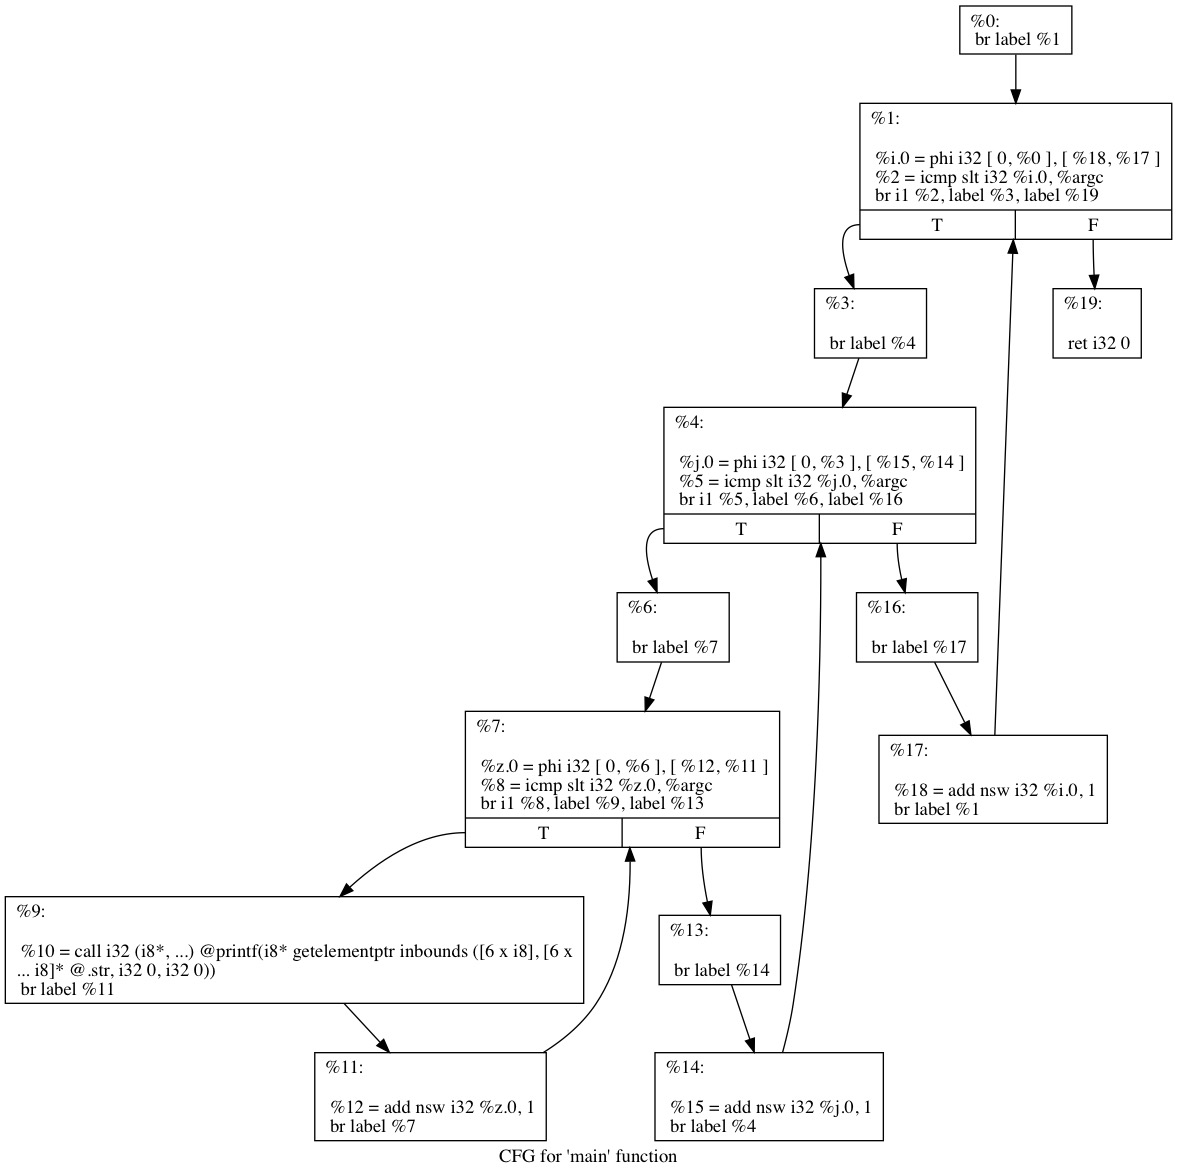 %0:
br label %1
%1:
%i.0 = phi i32 [ 0, %0 ], [ %18, %17 ]
%2 = icmp slt i32 %i.0, %argc
br i1 %2, label %3, label %19
T
F
%3:
br label %4
%19:
ret i32 0
%4:
%j.0 = phi i32 [ 0, %3 ], [ %15, %14 ]
%5 = icmp slt i32 %j.0, %argc
br i1 %5, label %6, label %16
T
F
%6:
br label %7
%16:
br label %17
%7:
%z.0 = phi i32 [ 0, %6 ], [ %12, %11 ]
%8 = icmp slt i32 %z.0, %argc
br i1 %8, label %9, label %13
T
F
%17:
%18 = add nsw i32 %i.0, 1
br label %1
%9:
%10 = call i32 (i8*, ...) @printf(i8* getelementptr inbounds ([6 x i8], [6 x
... i8]* @.str, i32 0, i32 0))
br label %11
%13:
br label %14
%11:
%12 = add nsw i32 %z.0, 1
br label %7
%14:
%15 = add nsw i32 %j.0, 1
br label %4
CFG for 'main' function